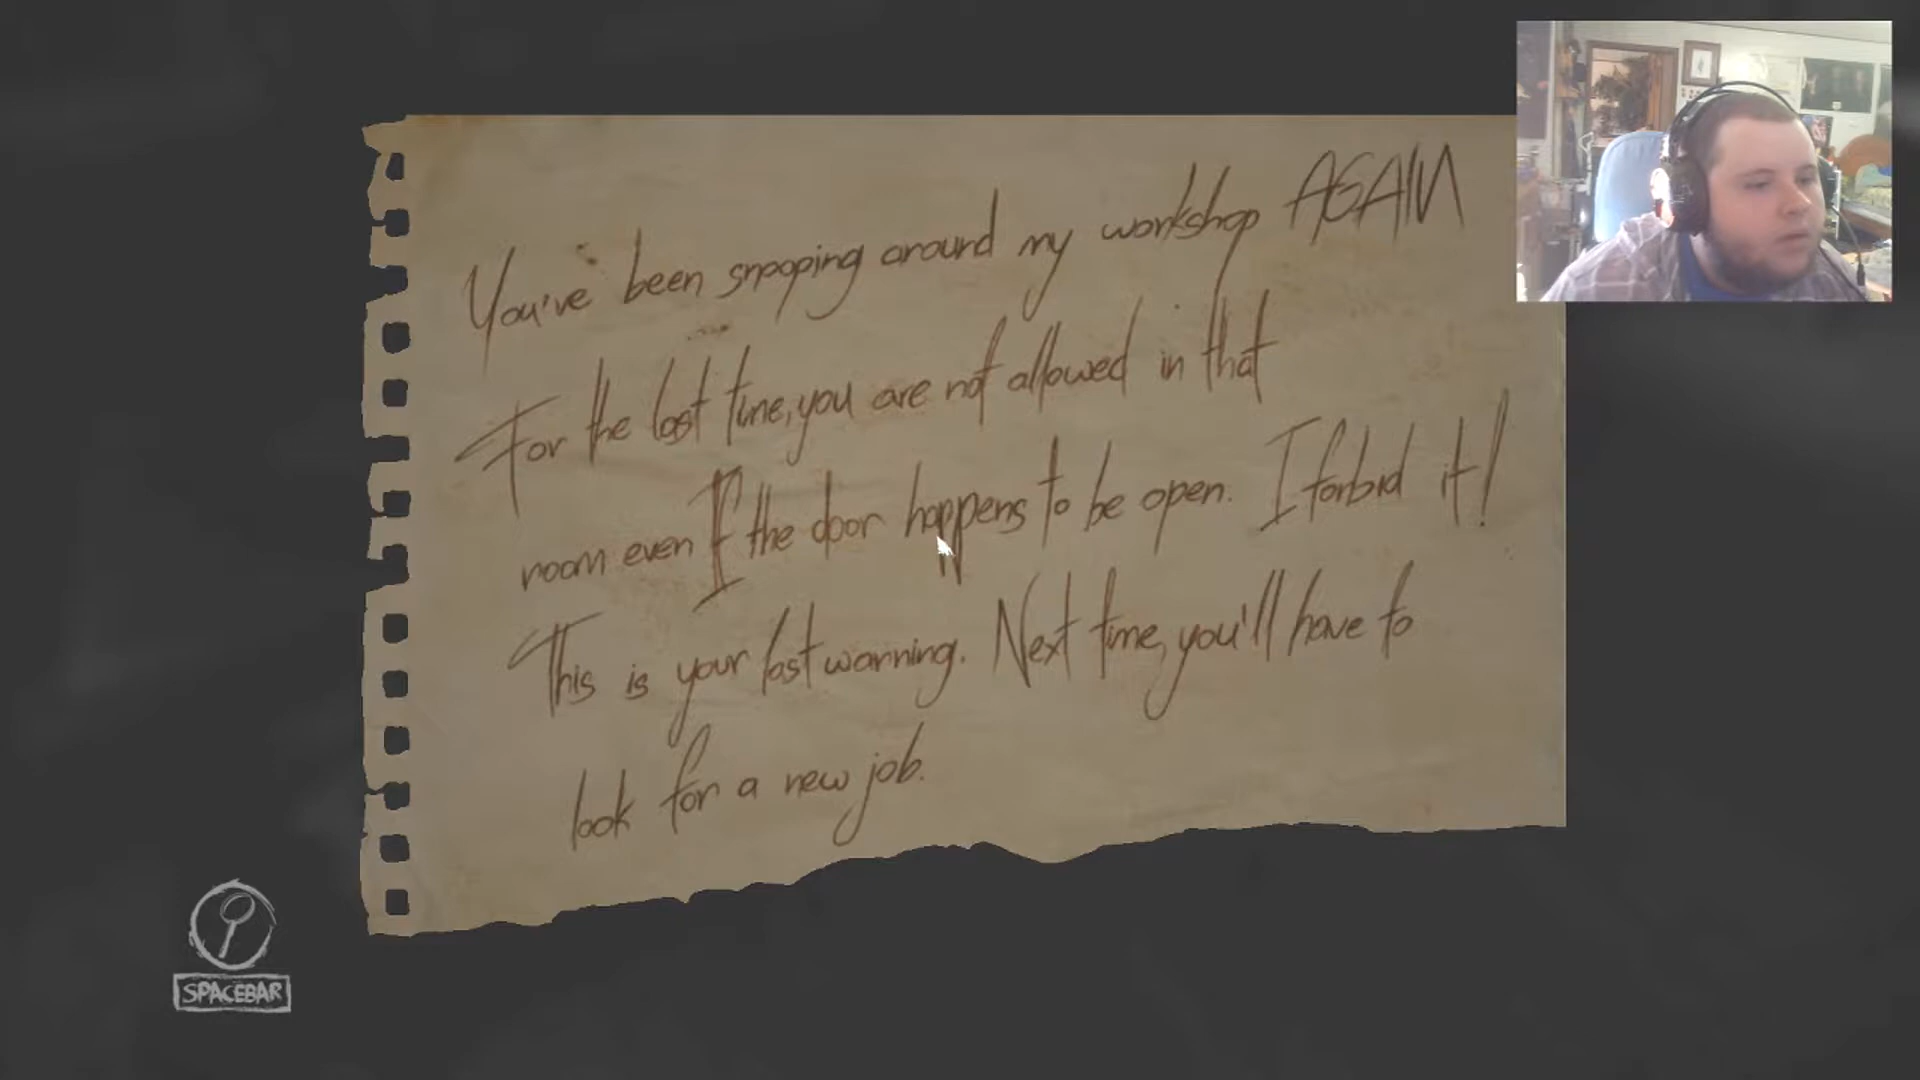 You've been snooping around my workshop AGAIN
For the last time, you are not allowed in that
room even If the door happens to be open. I forbid it!
This is your last warning. Next time, you'll have to
look for a new job.
SPACEBAR